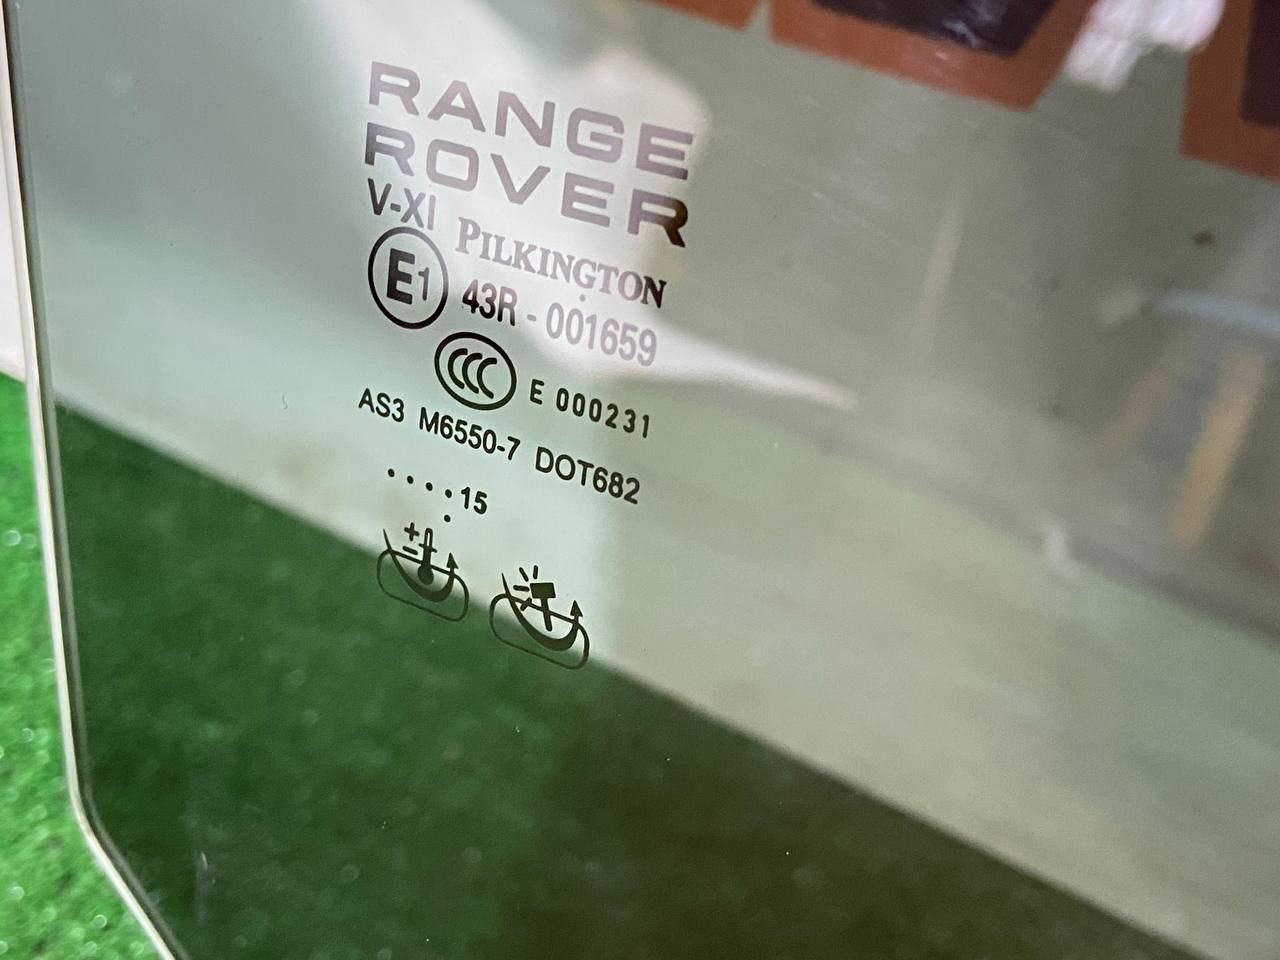 RANGE
ROVER
V-XI PILKINGTON
E1 43R - 001659
CCC E 000231
AS3 M6550-7 DOT682
....15
.
+
-